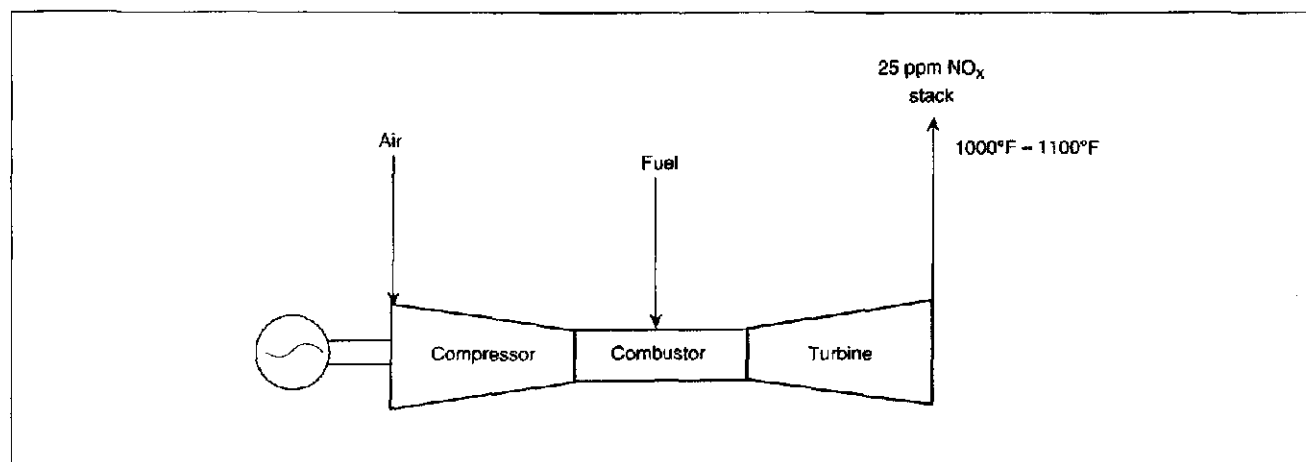 25 ppm NOₓ
stack
1000°F – 1100°F
Air
Fuel
Compressor
Combustor
Turbine